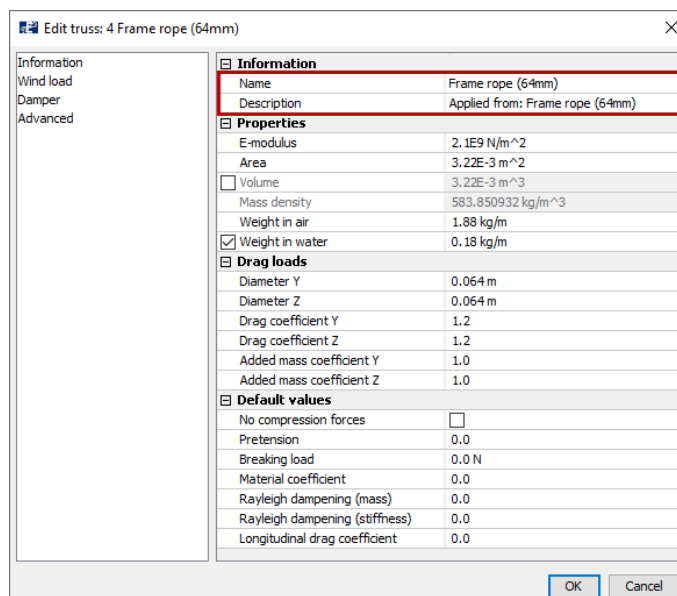 Edit truss: 4 Frame rope (64mm)
Information
Wind load
Damper
Advanced
Information
Name Frame rope (64mm)
Description Applied from: Frame rope (64mm)
Properties
E-modulus 2.1E9 N/m^2
Area 3.22E-3 m^2
Volume 3.22E-3 m^3
Mass density 583.850932 kg/m^3
Weight in air 1.88 kg/m
Weight in water 0.18 kg/m
Drag loads
Diameter Y 0.064 m
Diameter Z 0.064 m
Drag coefficient Y 1.2
Drag coefficient Z 1.2
Added mass coefficient Y 1.0
Added mass coefficient Z 1.0
Default values
No compression forces
Pretension 0.0
Breaking load 0.0 N
Material coefficient 0.0
Rayleigh dampening (mass) 0.0
Rayleigh dampening (stiffness) 0.0
Longitudinal drag coefficient 0.0
OK Cancel